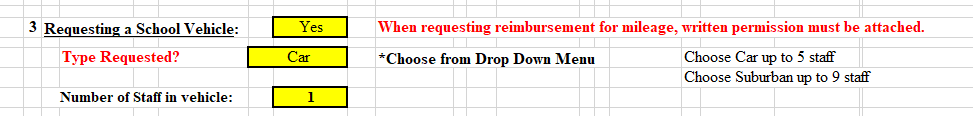 3 Requesting a School Vehicle: Yes When requesting reimbursement for mileage, written permission must be attached.
Type Requested? Car *Choose from Drop Down Menu Choose Car up to 5 staff
Choose Suburban up to 9 staff
Number of Staff in vehicle: 1